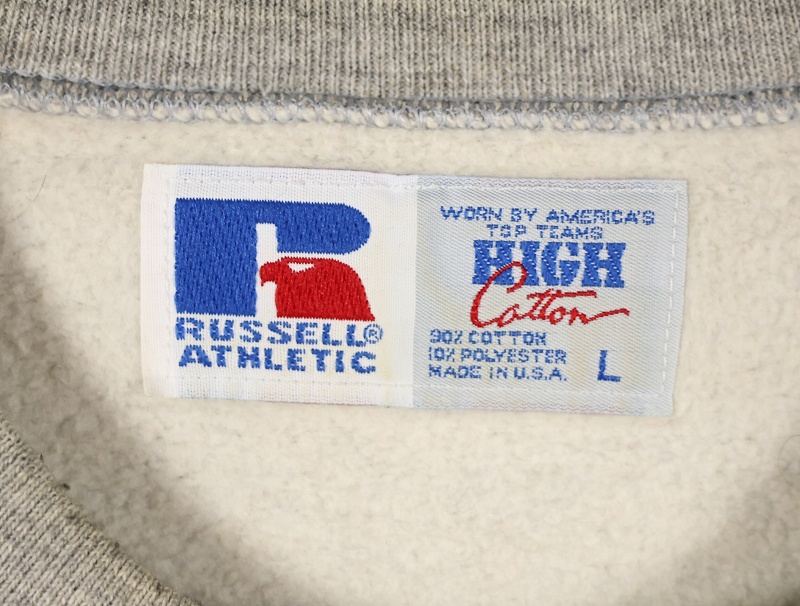 RUSSELL®
ATHLETIC
WORN BY AMERICA'S
TOP TEAMS
HIGH
Cotton
90% COTTON
10% POLYESTER
MADE IN U.S.A.
L